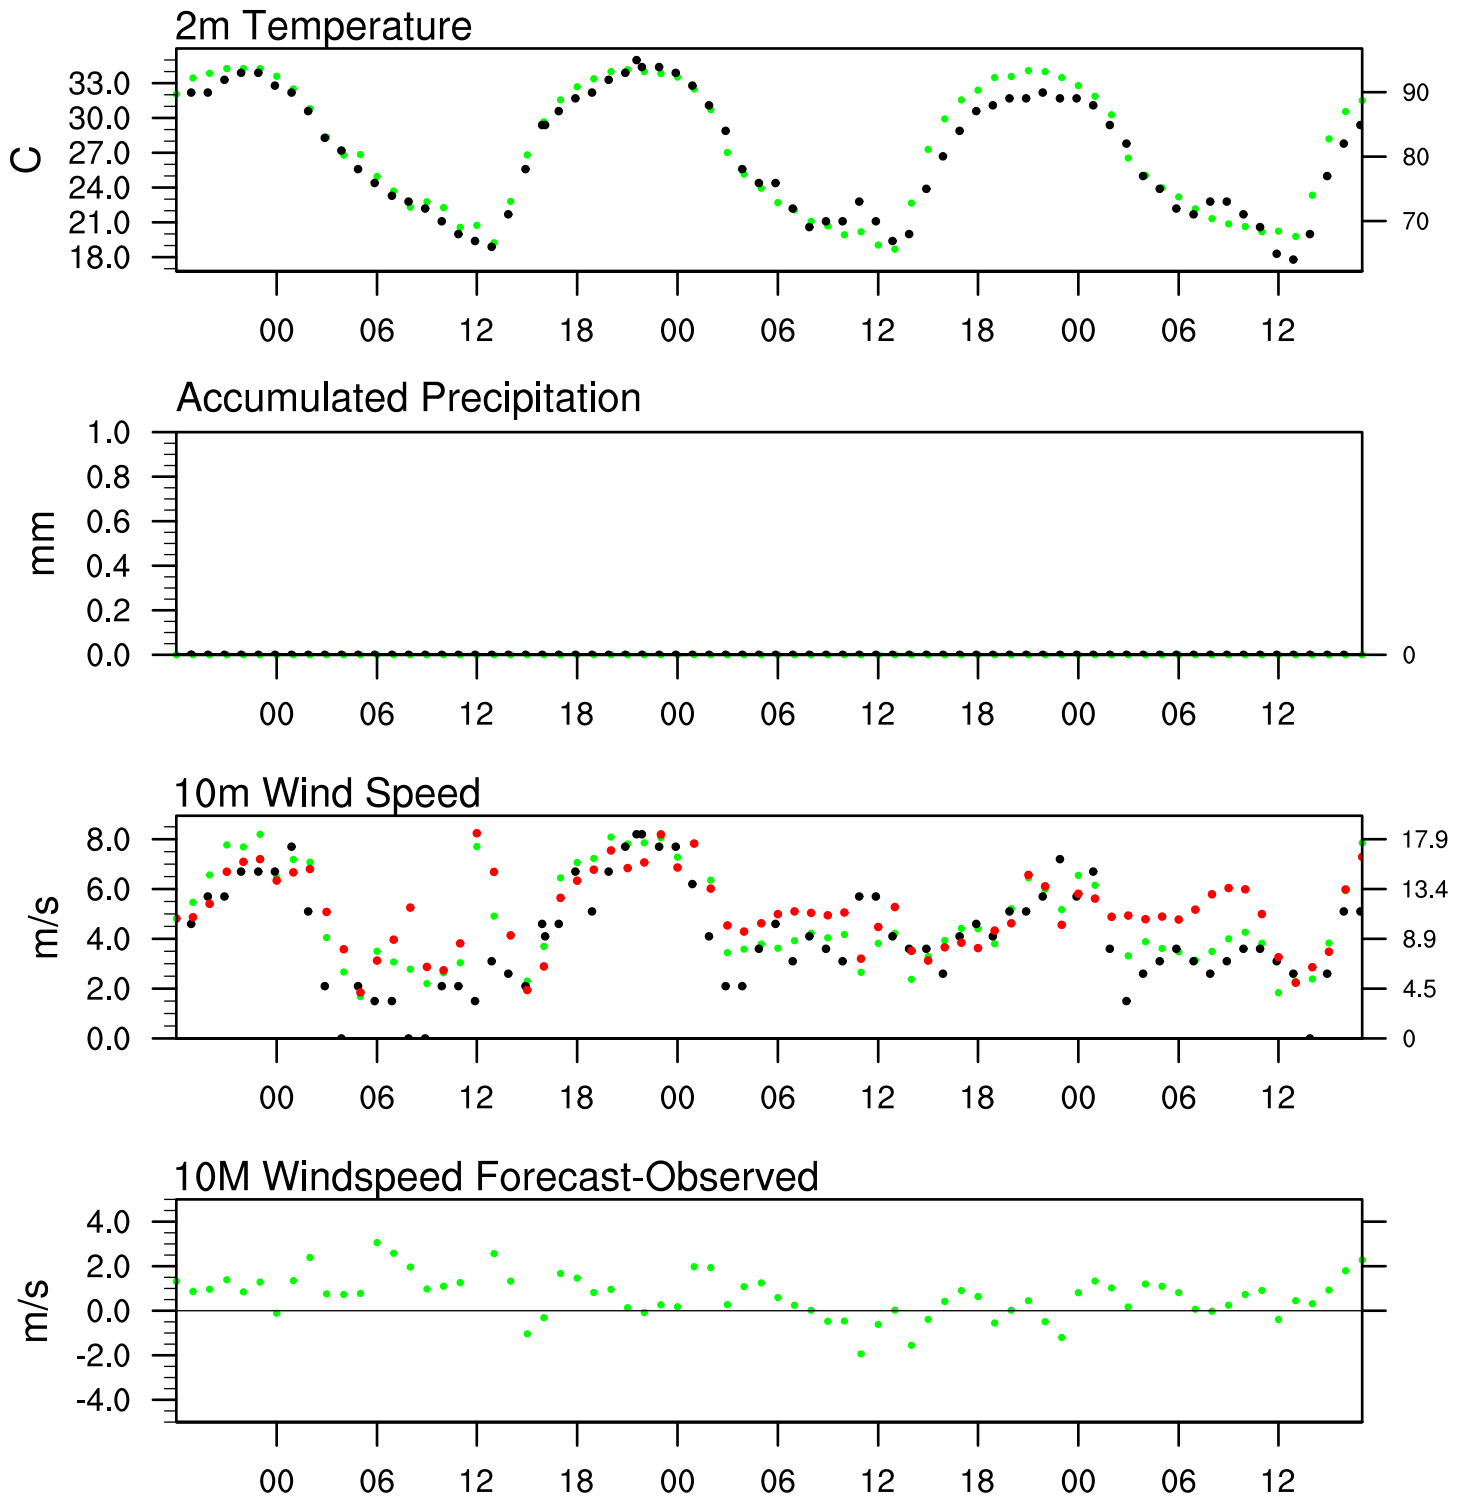 2m Temperature
33.0
30.0
27.0
24.0
21.0
18.0
C
90
80
70
00 06 12 18 00 06 12 18 00 06 12
Accumulated Precipitation
1.0
0.8
0.6
0.4
0.2
0.0
mm
0
00 06 12 18 00 06 12 18 00 06 12
10m Wind Speed
8.0
6.0
4.0
2.0
0.0
m/s
17.9
13.4
8.9
4.5
0
00 06 12 18 00 06 12 18 00 06 12
10M Windspeed Forecast-Observed
4.0
2.0
0.0
-2.0
-4.0
m/s
00 06 12 18 00 06 12 18 00 06 12